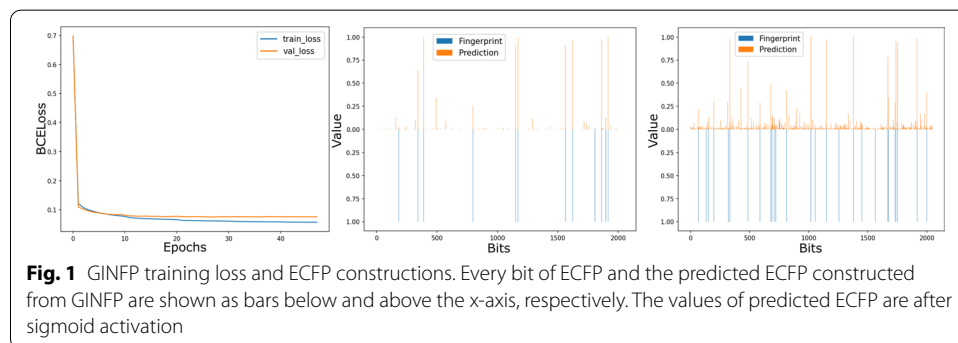 0.7
0.6
0.5
0.4
0.3
0.2
0.1
BCELoss
0
10
20
30
40
Epochs
train_loss
val_loss
1.00
0.75
0.50
0.25
0.00
0.25
0.50
0.75
1.00
Value
Fingerprint
Prediction
0
500
1000
1500
2000
Bits
1.00
0.75
0.50
0.25
0.00
0.25
0.50
0.75
1.00
Value
Fingerprint
Prediction
0
500
1000
1500
2000
Bits
Fig. 1 GINFP training loss and ECFP constructions. Every bit of ECFP and the predicted ECFP constructed
from GINFP are shown as bars below and above the x-axis, respectively. The values of predicted ECFP are after
sigmoid activation